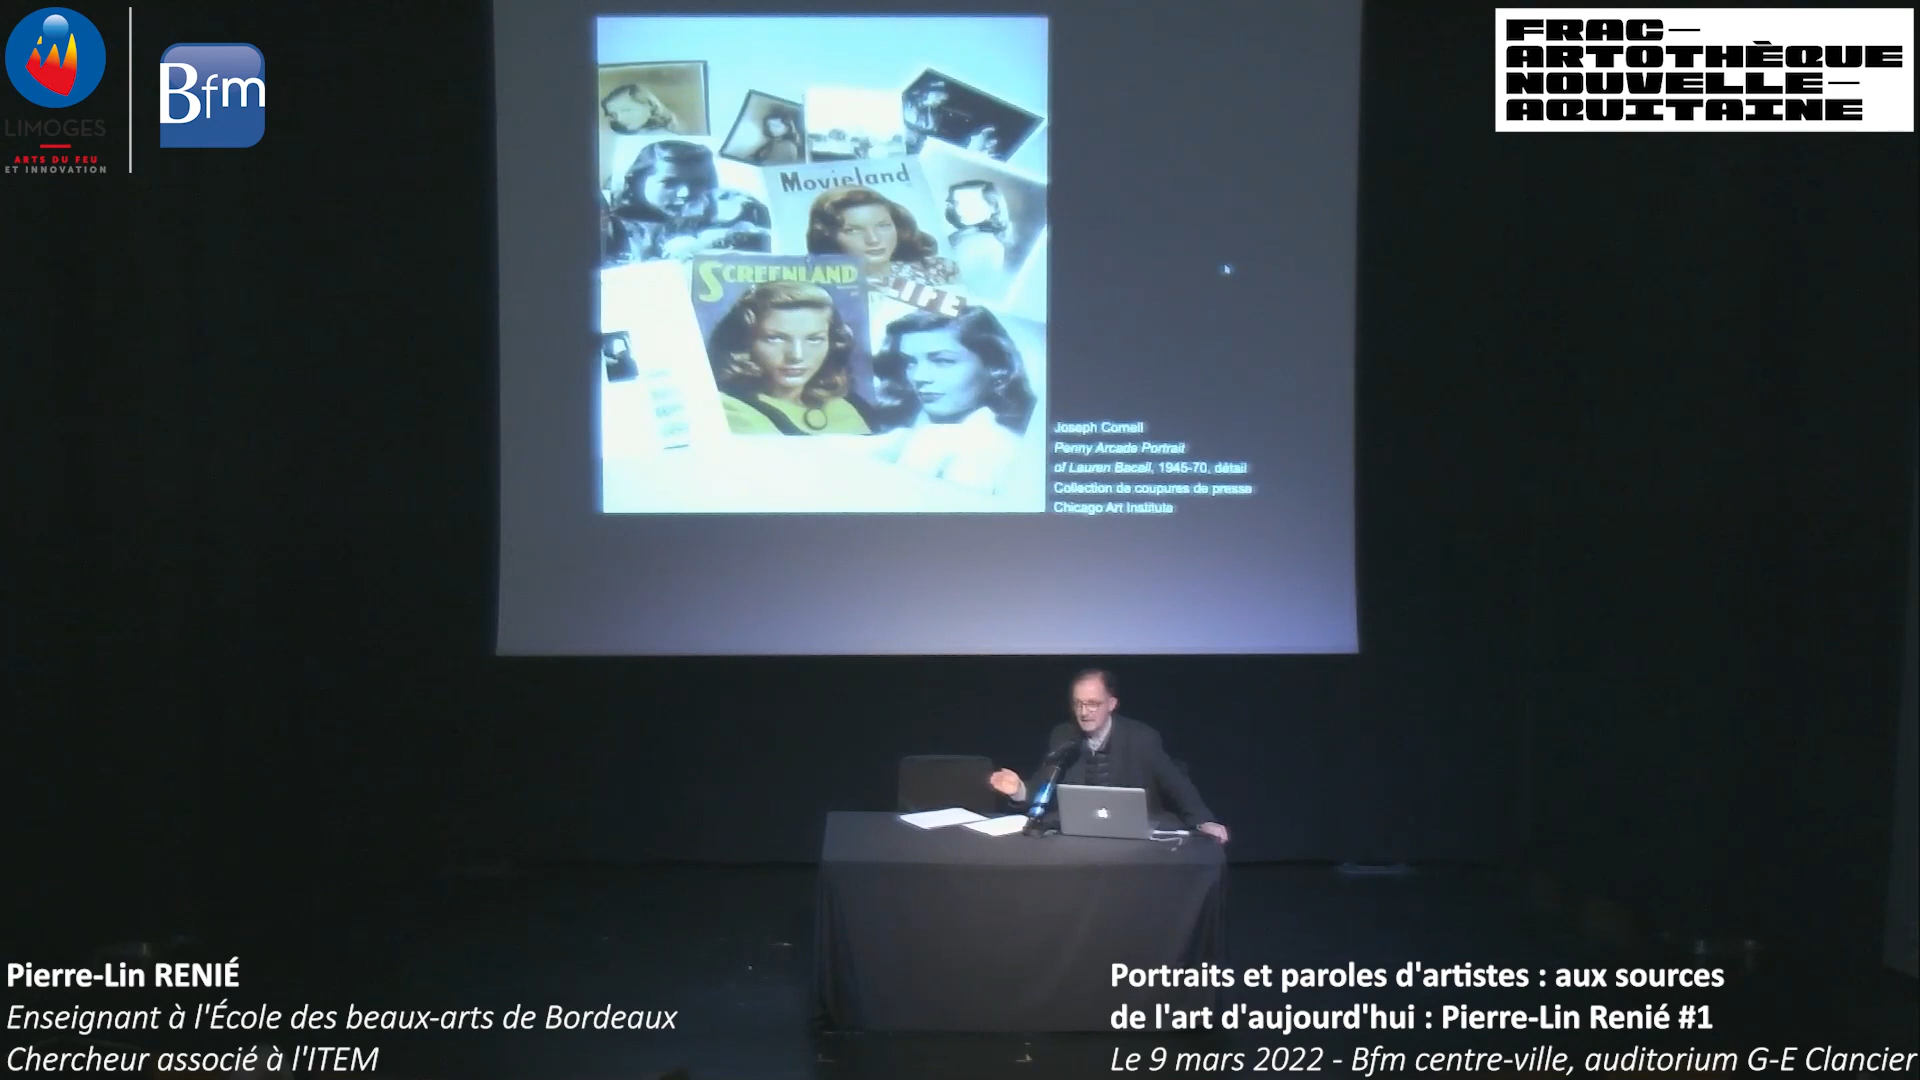 LIMOGES
ARTS DU FEU
ET INNOVATION
Bfm
FRAC—
ARTOTHÈQUE
NOUVELLE—
AQUITAINE
Movieland
SCREENLAND
LIFE
Joseph Cornell
Penny Arcade Portrait
of Lauren Bacall, 1945-70, détail
Collection de coupures de presse
Chicago Art Institute
Pierre-Lin RENIÉ
Enseignant à l'École des beaux-arts de Bordeaux
Chercheur associé à l'ITEM
Portraits et paroles d'artistes : aux sources
de l'art d'aujourd'hui : Pierre-Lin Renié #1
Le 9 mars 2022 - Bfm centre-ville, auditorium G-E Clancier